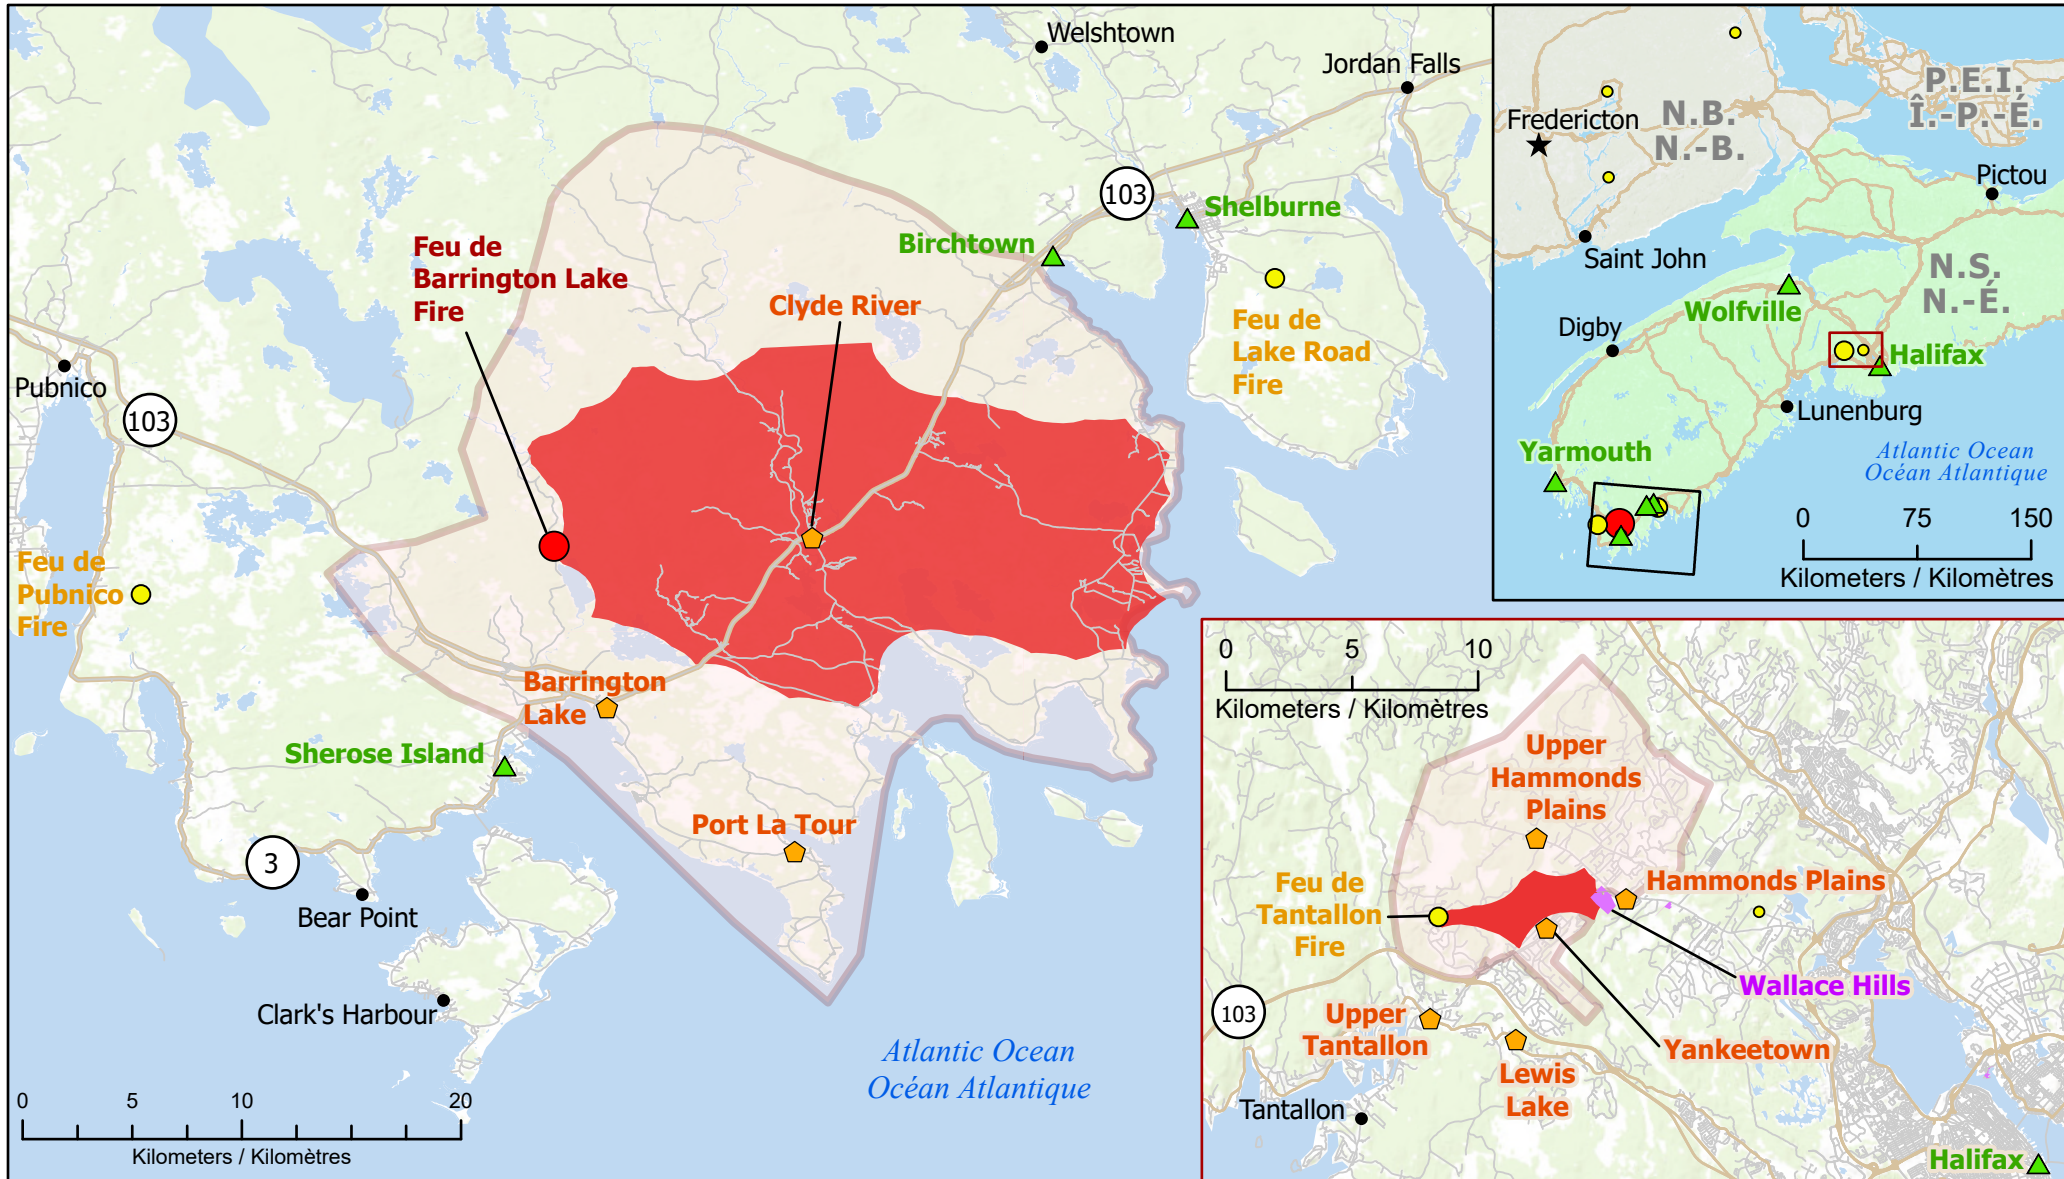 Welshtown
Jordan Falls
103
Shelburne
Birchtown
Feu de
Barrington Lake
Fire
Clyde River
Feu de
Lake Road
Fire
Pubnico
103
Feu de
Pubnico
Fire
Barrington
Lake
Sherose Island
Port La Tour
3
Bear Point
Clark's Harbour
Atlantic Ocean
Océan Atlantique
0 5 10 20
Kilometers / Kilomètres
P.E.I.
Î.-P.-É.
N.B.
N.-B.
Fredericton
Pictou
Saint John
N.S.
N.-É.
Wolfville
Digby
Halifax
Lunenburg
Yarmouth
Atlantic Ocean
Océan Atlantique
0 75 150
Kilometers / Kilomètres
0 5 10
Kilometers / Kilomètres
Upper
Hammonds
Plains
Hammonds Plains
Feu de
Tantallon
Fire
Wallace Hills
103
Upper
Tantallon
Yankeetown
Lewis
Lake
Tantallon
Halifax